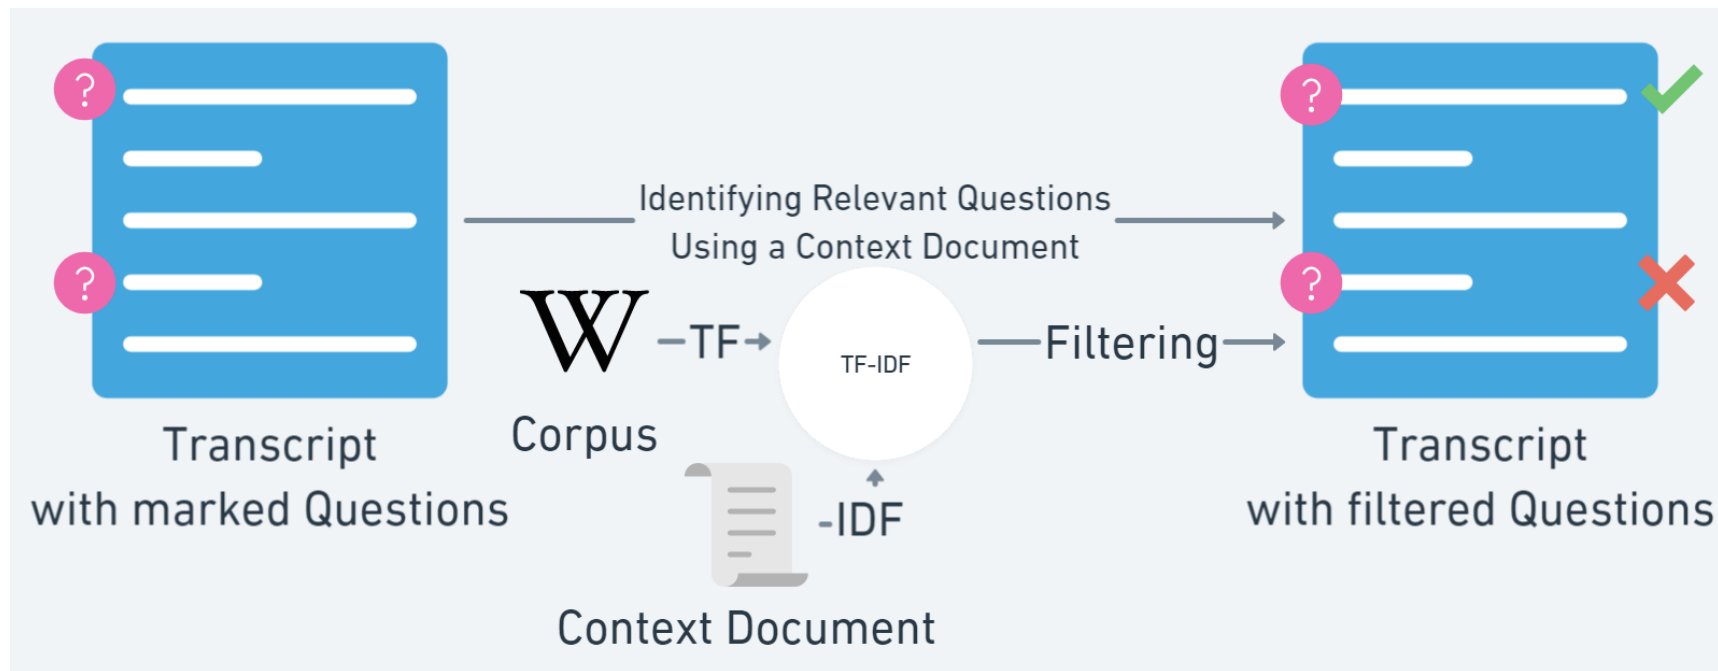 ?
?
Transcript
with marked Questions
Identifying Relevant Questions
Using a Context Document
W
Corpus
TF
TF-IDF
-IDF
Context Document
Filtering
?
?
Transcript
with filtered Questions